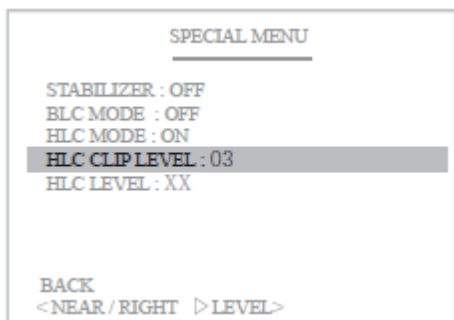 SPECIAL MENU
STABILIZER : OFF
BLC MODE : OFF
HLC MODE : ON
HLC CLIP LEVEL : 03
HLC LEVEL : XX
BACK
<NEAR / RIGHT ▷LEVEL>